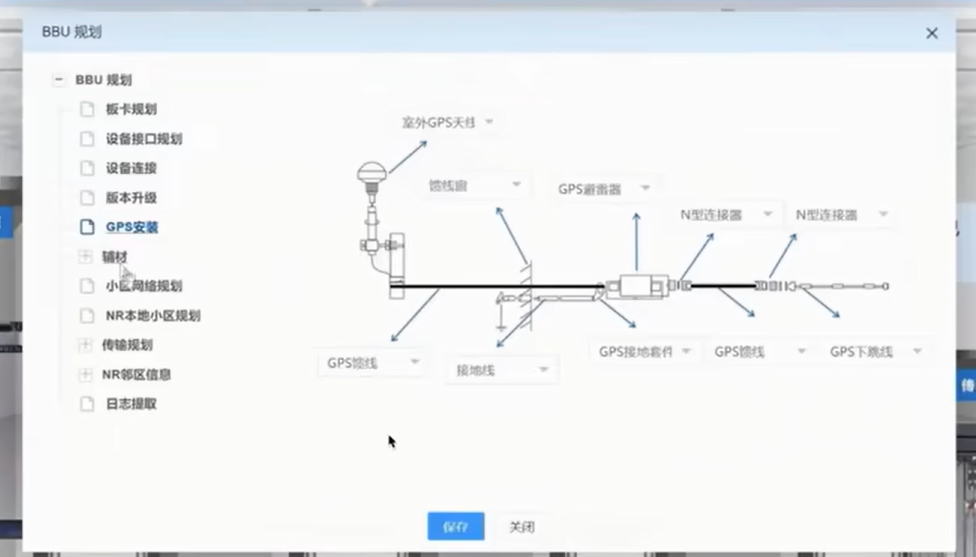 BBU 规划
BBU 规划
板卡规划
设备接口规划
设备连接
版本升级
GPS安装
辅材
小区网络规划
NR本地小区规划
传输规划
NR邻区信息
日志提取
室外GPS天线
馈线窗
GPS避雷器
N型连接器
N型连接器
GPS馈线
接地线
GPS接地套件
GPS馈线
GPS下跳线
保存
关闭
传